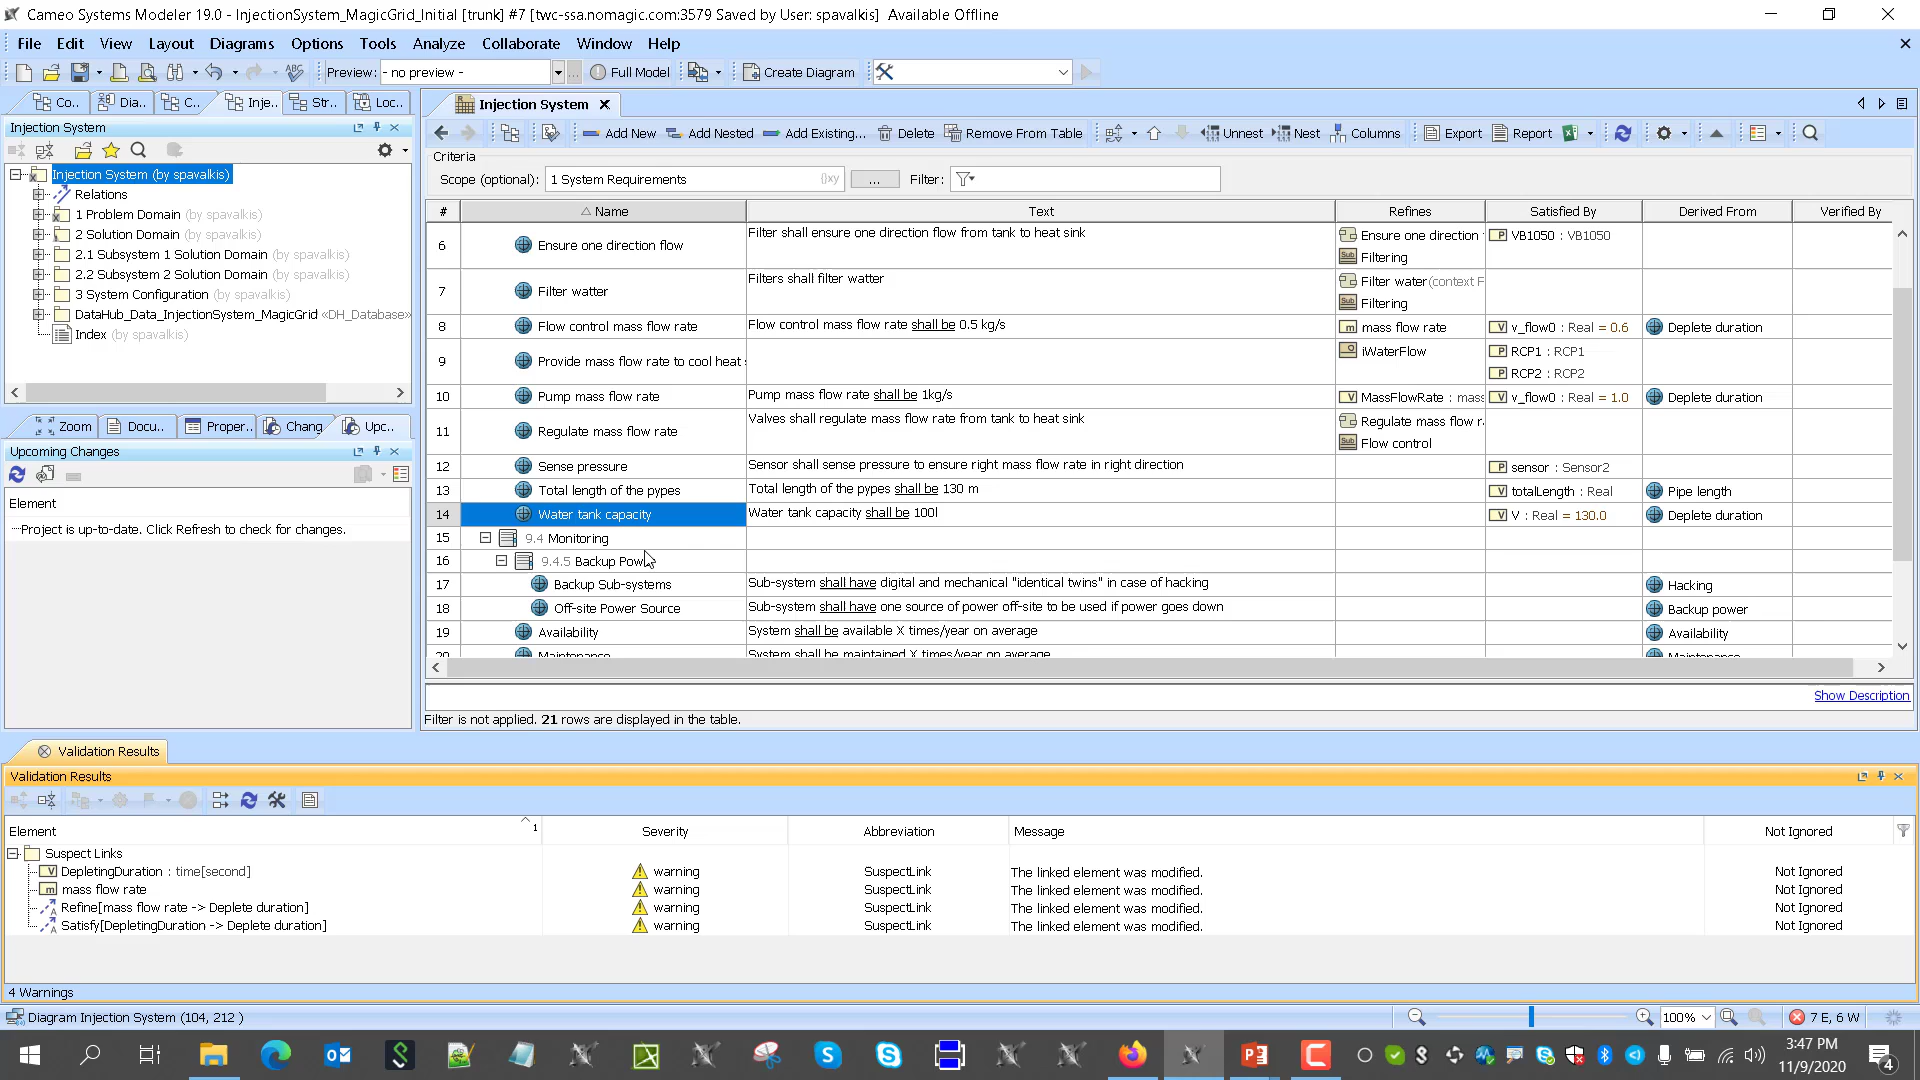 Cameo Systems Modeler 19.0 - InjectionSystem_MagicGrid_Initial [trunk] #7 [twc-ssa.nomagic.com:3579 Saved by User: spavalkis] Available Offline
File Edit View Layout Diagrams Options Tools Analyze Collaborate Window Help
Preview: - no preview - ... Full Model Create Diagram
Co.. Dia.. C.. Inje.. Str.. Loc.. Injection System
Injection System
Add New Add Nested Add Existing... Delete Remove From Table Unnest Nest Columns Export Report
Criteria
Scope (optional): 1 System Requirements {}xy ... Filter:
Injection System (by spavalkis)
Relations
1 Problem Domain (by spavalkis)
2 Solution Domain (by spavalkis)
2.1 Subsystem 1 Solution Domain (by spavalkis)
2.2 Subsystem 2 Solution Domain (by spavalkis)
3 System Configuration (by spavalkis)
DataHub_Data_InjectionSystem_MagicGrid «DH_Database»
Index (by spavalkis)
Zoom Docu... Proper.. Chang Upc..
Upcoming Changes
Element
Project is up-to-date. Click Refresh to check for changes.
# Name Text Refines Satisfied By Derived From Verified By
6 Ensure one direction flow Filter shall ensure one direction flow from tank to heat sink Ensure one direction VB1050 : VB1050
Filtering
7 Filter watter Filters shall filter watter Filter water(context F
Filtering
8 Flow control mass flow rate Flow control mass flow rate shall be 0.5 kg/s mass flow rate v_flow0 : Real = 0.6 Deplete duration
9 Provide mass flow rate to cool heat iWaterFlow RCP1 : RCP1
RCP2 : RCP2
10 Pump mass flow rate Pump mass flow rate shall be 1kg/s MassFlowRate : mass v_flow0 : Real = 1.0 Deplete duration
11 Regulate mass flow rate Valves shall regulate mass flow rate from tank to heat sink Regulate mass flow r
Flow control
12 Sense pressure Sensor shall sense pressure to ensure right mass flow rate in right direction sensor : Sensor2
13 Total length of the pypes Total length of the pypes shall be 130 m totalLength : Real Pipe length
14 Water tank capacity Water tank capacity shall be 100l V : Real = 130.0 Deplete duration
15 9.4 Monitoring
16 9.4.5 Backup Pow
17 Backup Sub-systems Sub-system shall have digital and mechanical "identical twins" in case of hacking Hacking
18 Off-site Power Source Sub-system shall have one source of power off-site to be used if power goes down Backup power
19 Availability System shall be available X times/year on average Availability
20 Maintenance System shall be maintained X times/year on average Maintenance
Show Description
Filter is not applied. 21 rows are displayed in the table.
Validation Results
Validation Results
Element 1 Severity Abbreviation Message Not Ignored
Suspect Links
DepletingDuration : time[second] warning SuspectLink The linked element was modified. Not Ignored
mass flow rate warning SuspectLink The linked element was modified. Not Ignored
Refine[mass flow rate -> Deplete duration] warning SuspectLink The linked element was modified. Not Ignored
Satisfy[DepletingDuration -> Deplete duration] warning SuspectLink The linked element was modified. Not Ignored
4 Warnings
Diagram Injection System (104, 212 ) 100% 7 E, 6 W
3:47 PM
11/9/2020
4